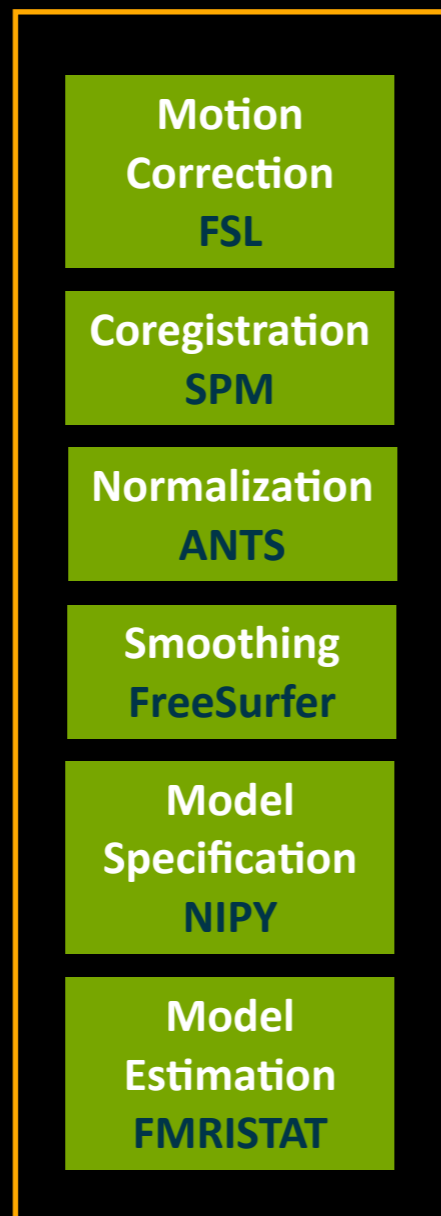 Motion
Correction
FSL
Coregistration
SPM
Normalization
ANTS
Smoothing
FreeSurfer
Model
Specification
NIPY
Model
Estimation
FMRISTAT